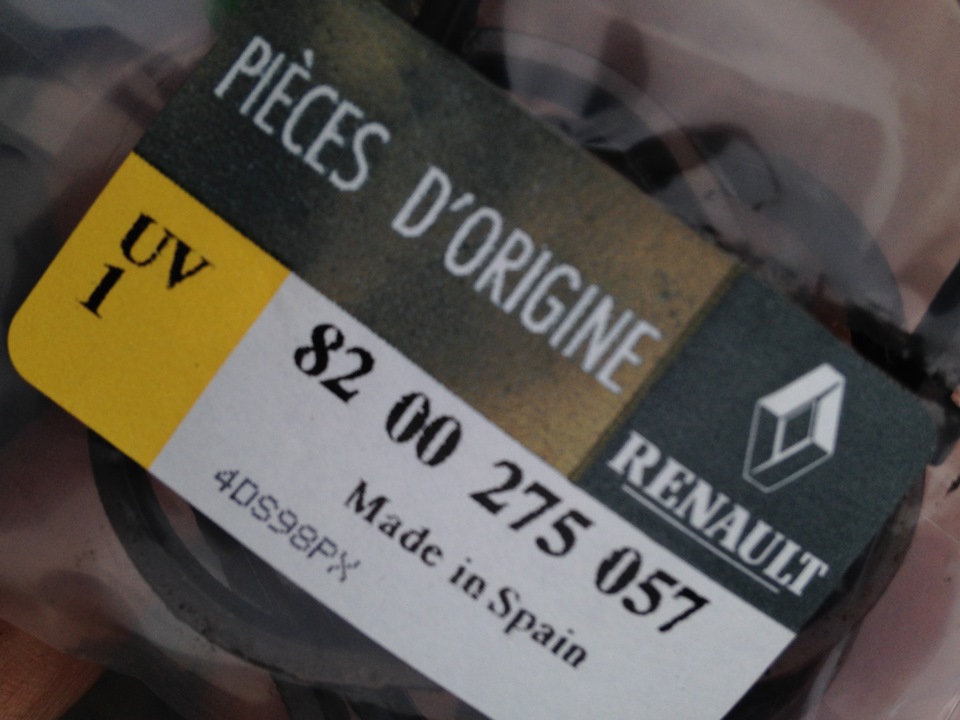 PIÈCES D'ORIGINE
RENAULT
UV
1
82 00 275 057
Made in Spain
4DS98PX